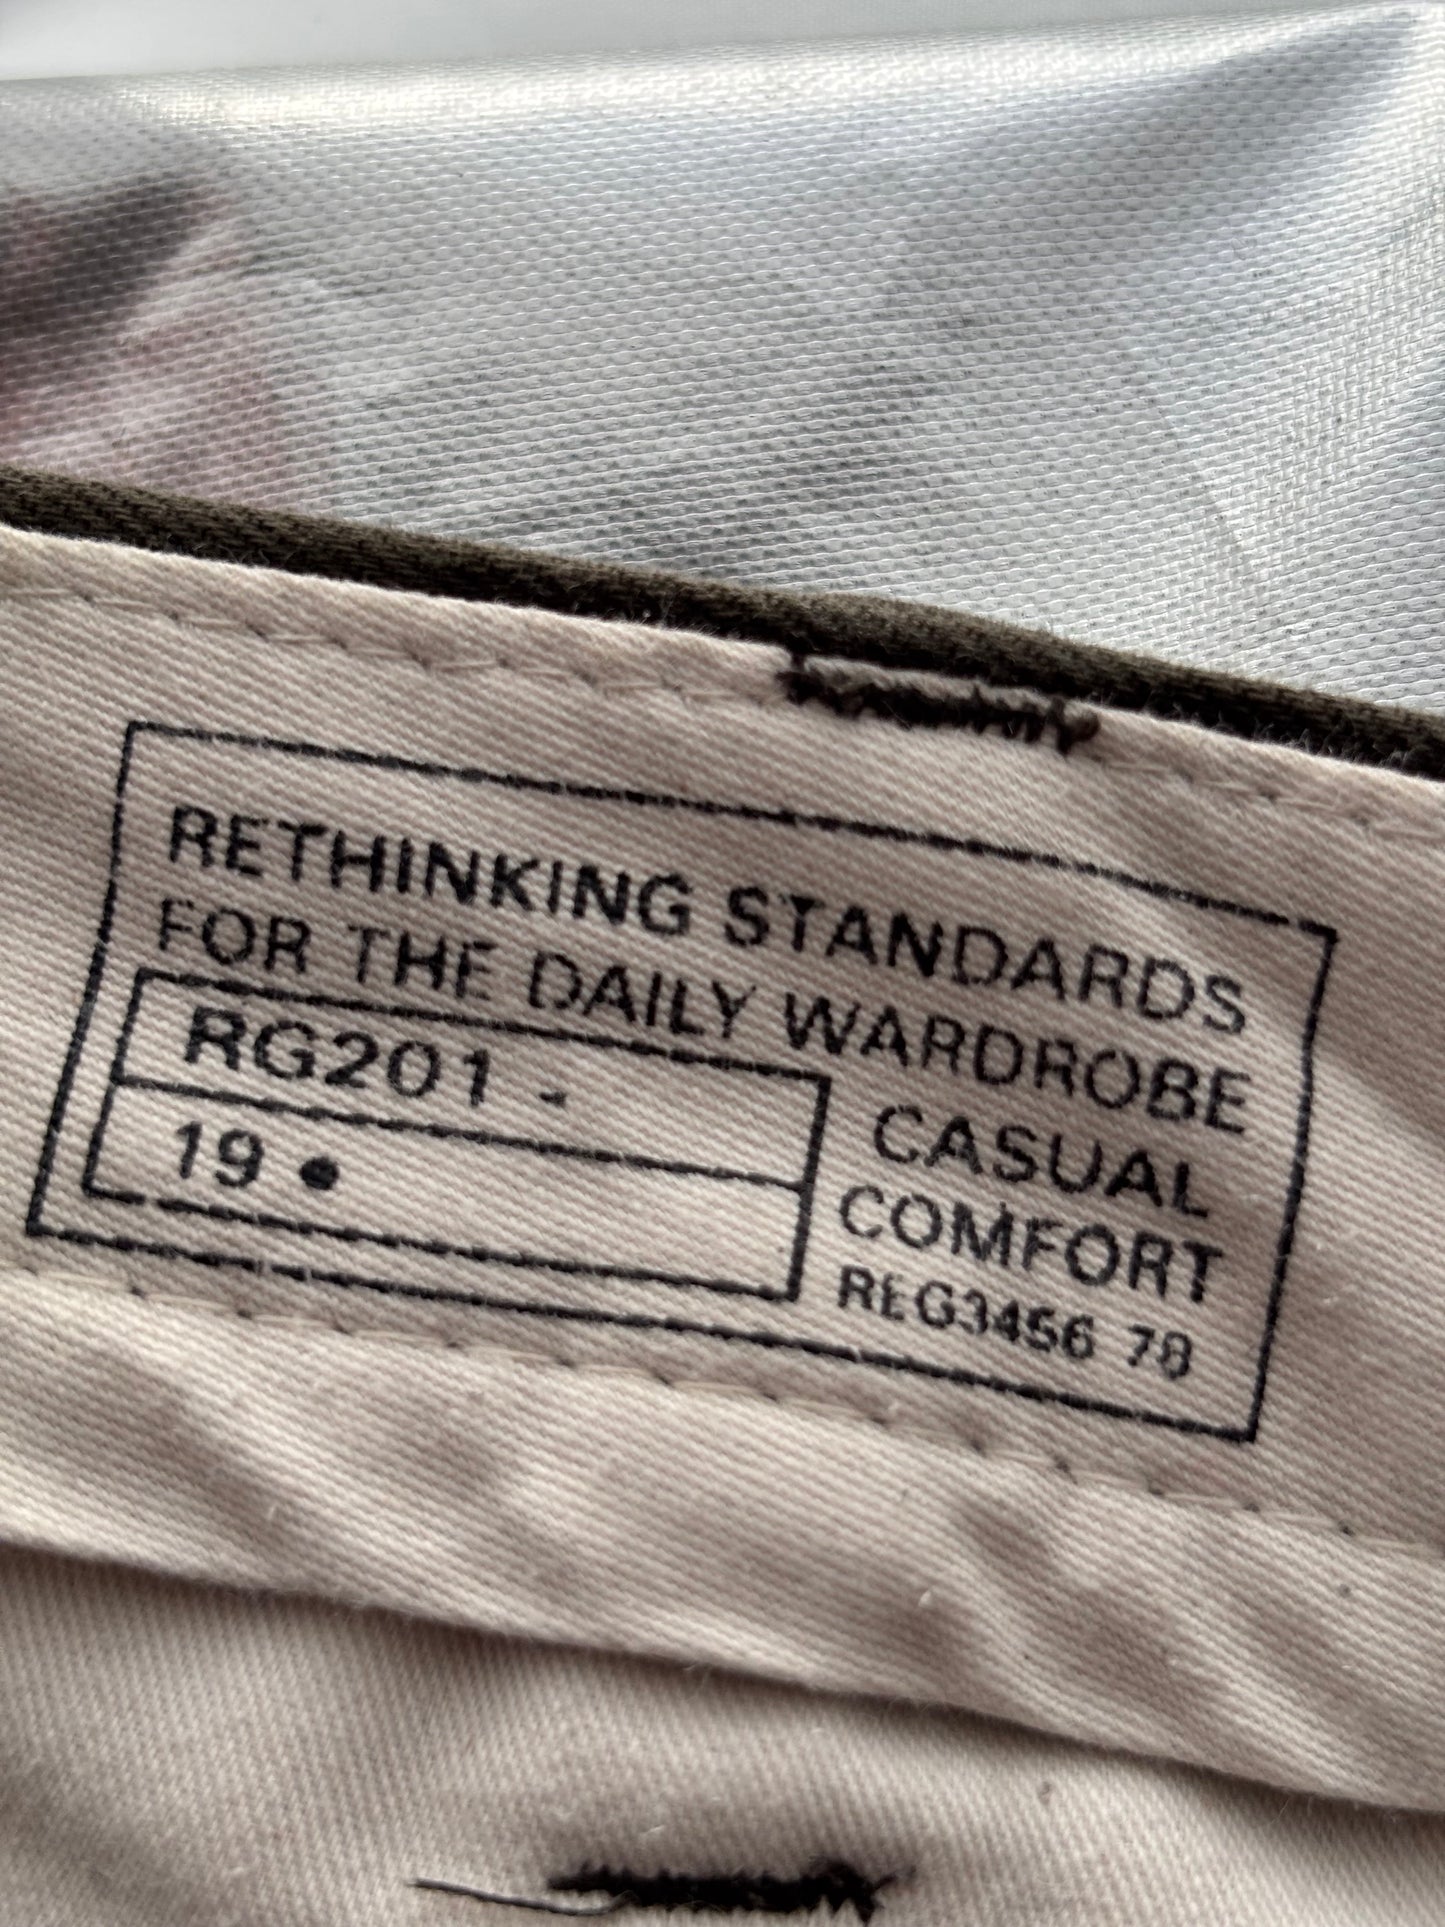 RETHINKING STANDARDS
FOR THE DAILY WARDROBE
RG201 -
19 •
CASUAL
COMFORT
REG3456 78